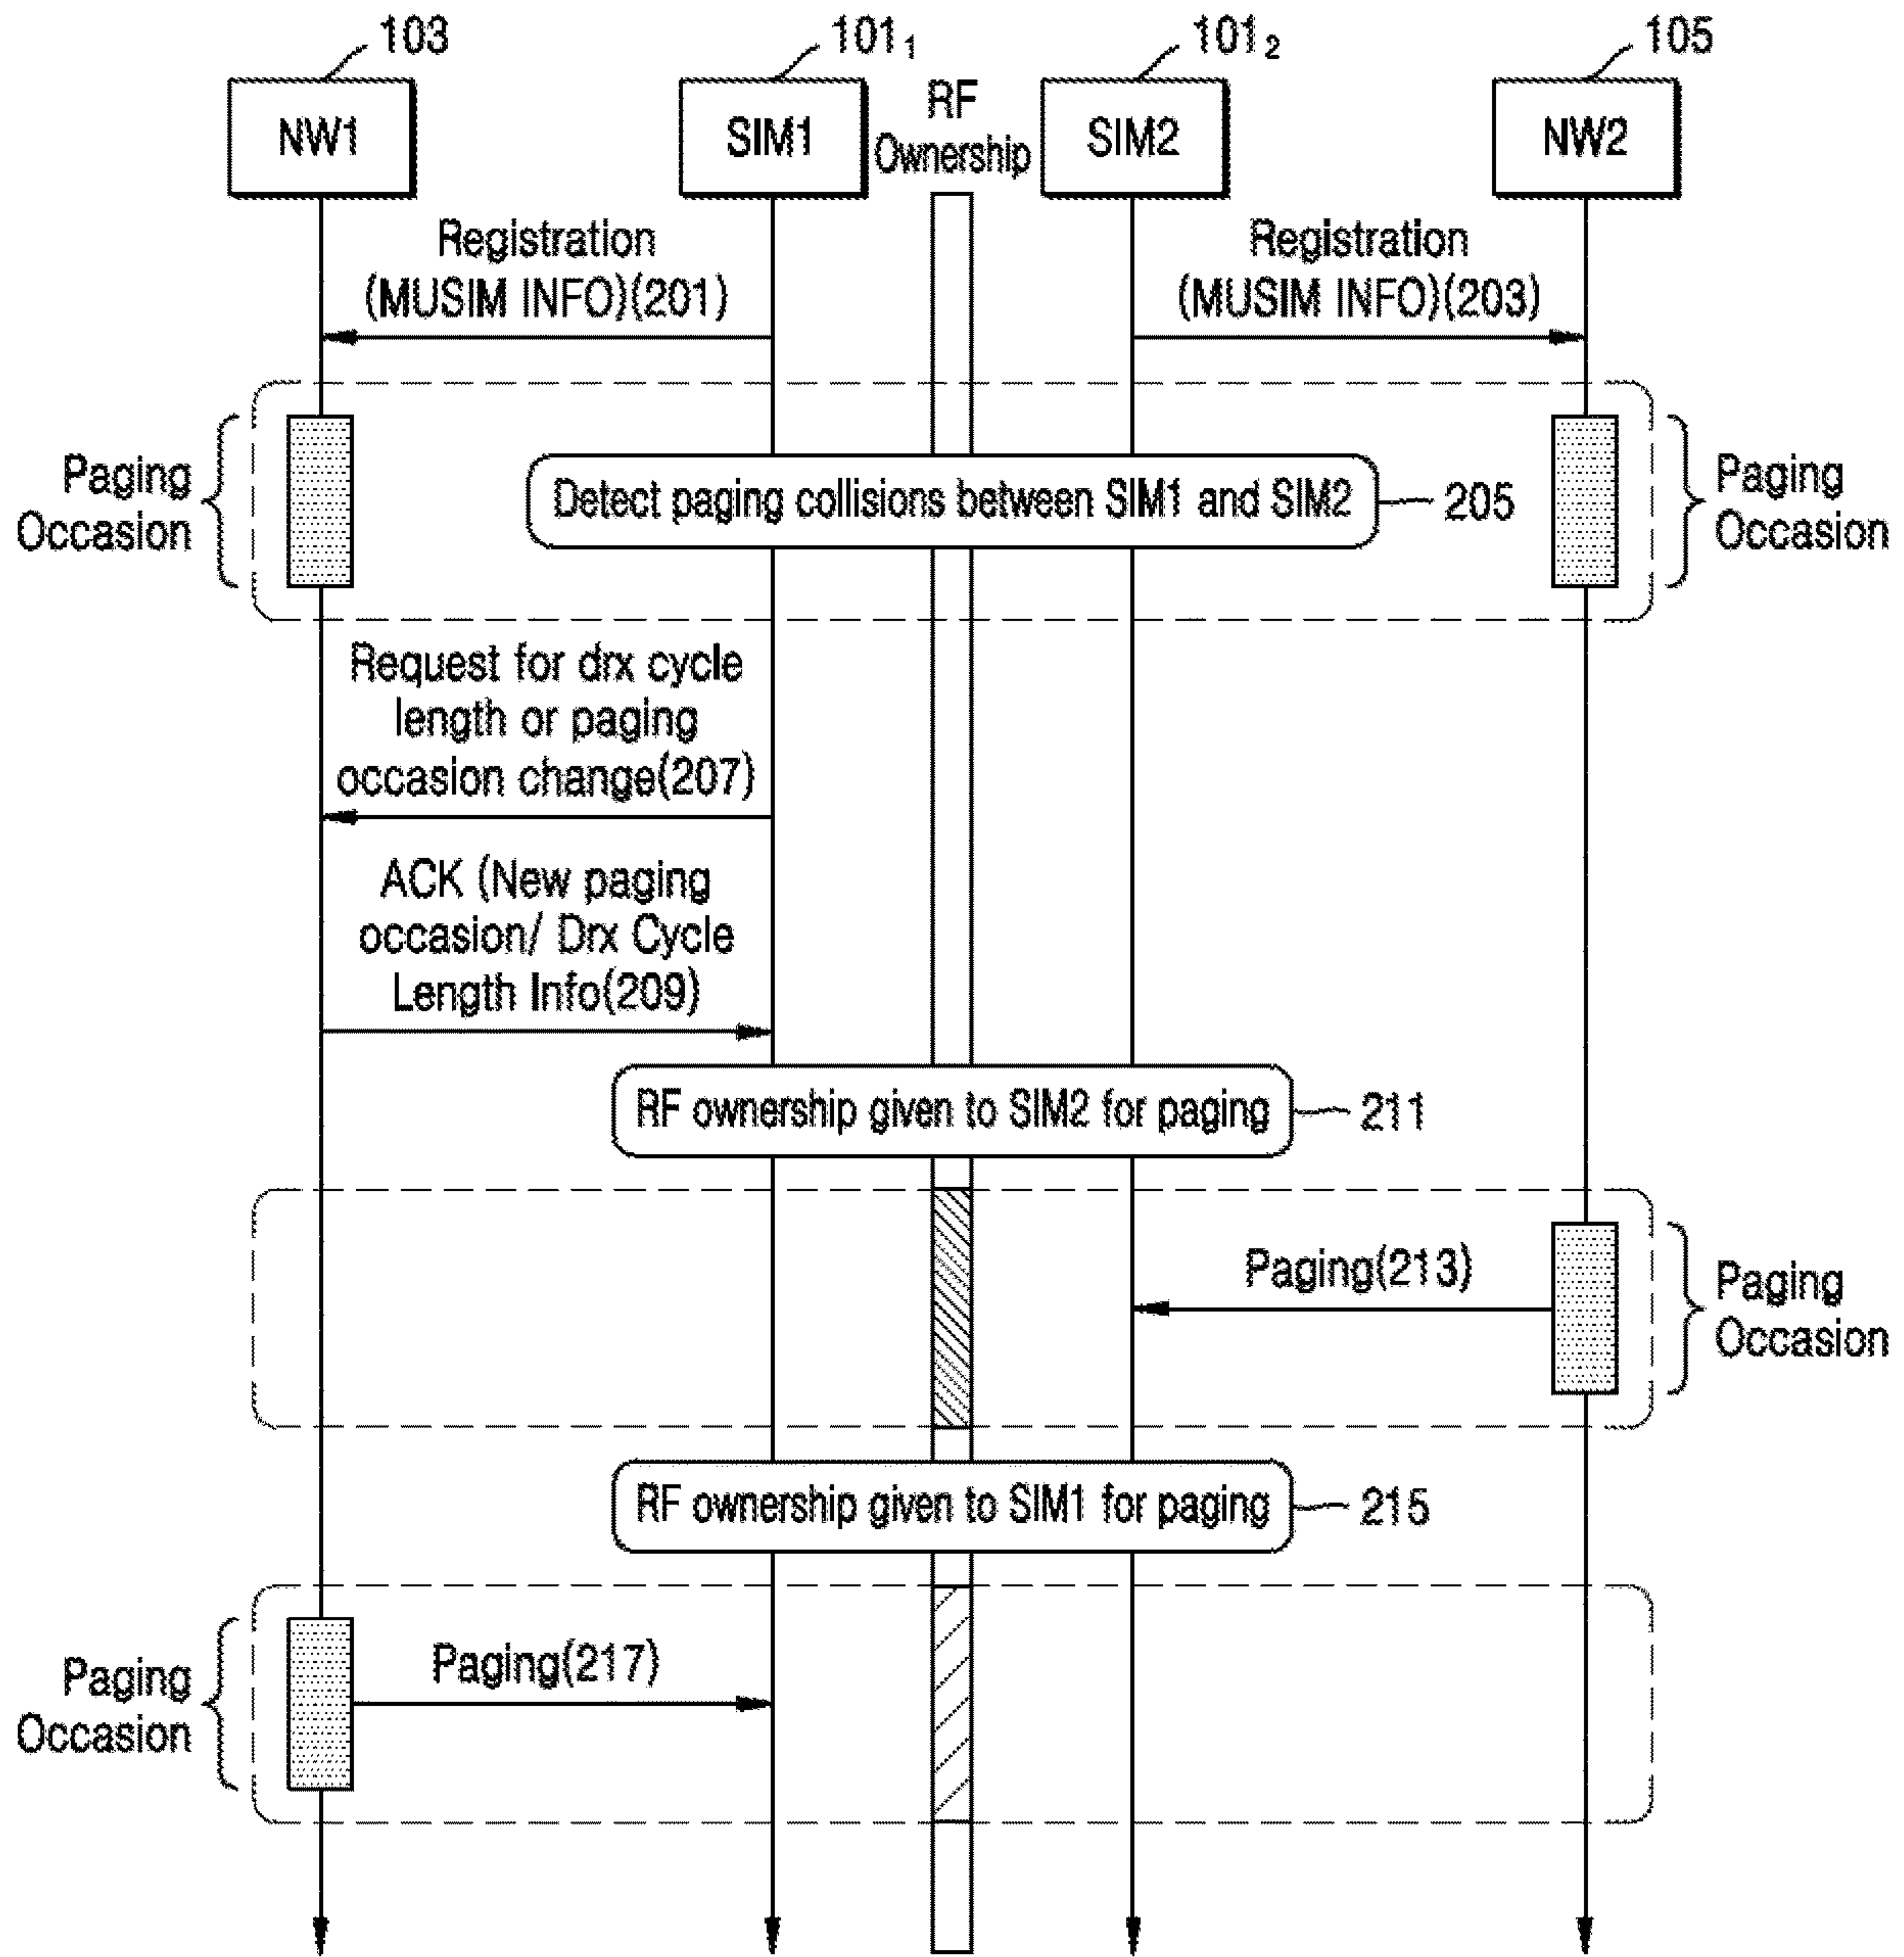 103
101₁
101₂
105
NW1
SIM1
RF
Ownership
SIM2
NW2
Registration
(MUSIM INFO)(201)
Registration
(MUSIM INFO)(203)
Paging
Occasion
Detect paging collisions between SIM1 and SIM2
205
Paging
Occasion
Request for drx cycle
length or paging
occasion change(207)
ACK (New paging
occasion/ Drx Cycle
Length Info(209)
RF ownership given to SIM2 for paging
211
Paging(213)
Paging
Occasion
RF ownership given to SIM1 for paging
215
Paging
Occasion
Paging(217)